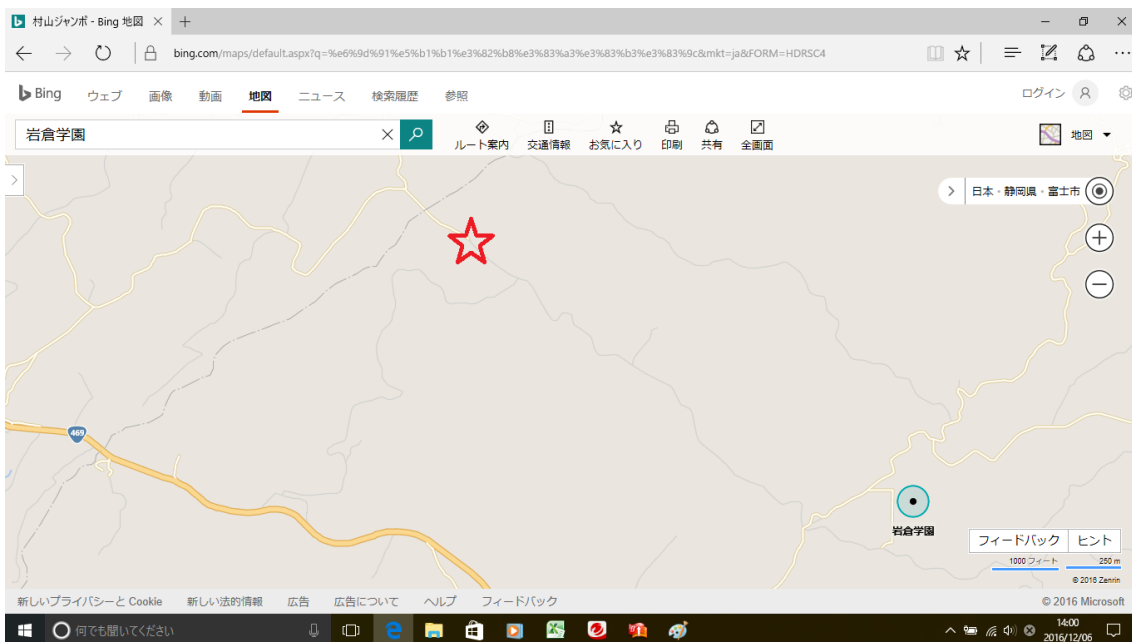 村山ジャンボ - Bing 地図
bing.com/maps/default.aspx?q=%e6%9d%91%e5%b1%b1%e3%82%b8%e3%83%a3%e3%83%b3%e3%83%9c&mkt=ja&FORM=HDRSC4
Bing ウェブ 画像 動画 地図 ニュース 検索履歴 参照 ログイン
岩倉学園
ルート案内 交通情報 お気に入り 印刷 共有 全画面 地図
日本・静岡県・富士市
469
岩倉学園
フィードバック ヒント
1000 フィート 250 m
© 2016 Zenrin
新しいプライバシーと Cookie 新しい法的情報 広告 広告について ヘルプ フィードバック © 2016 Microsoft
何でも聞いてください 14:00
2016/12/06